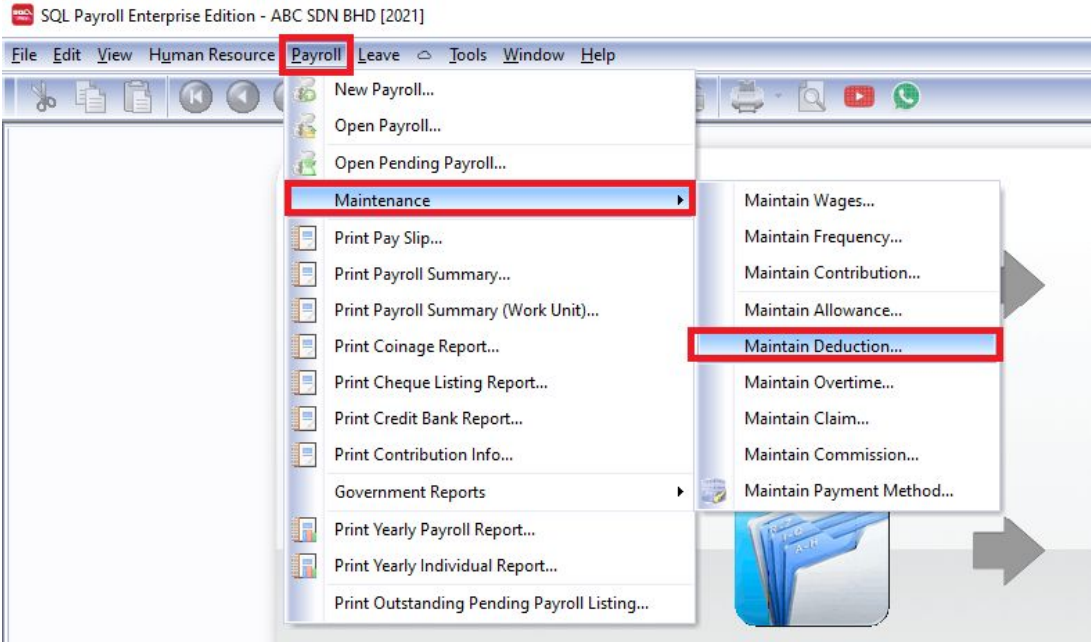 SQL Payroll Enterprise Edition - ABC SDN BHD [2021]
File Edit View Human Resource Payroll Leave Tools Window Help
New Payroll...
Open Payroll...
Open Pending Payroll...
Maintenance
Print Pay Slip...
Print Payroll Summary...
Print Payroll Summary (Work Unit)...
Print Coinage Report...
Print Cheque Listing Report...
Print Credit Bank Report...
Print Contribution Info...
Government Reports
Print Yearly Payroll Report...
Print Yearly Individual Report...
Print Outstanding Pending Payroll Listing...
Maintain Wages...
Maintain Frequency...
Maintain Contribution...
Maintain Allowance...
Maintain Deduction...
Maintain Overtime...
Maintain Claim...
Maintain Commission...
Maintain Payment Method...
A-H